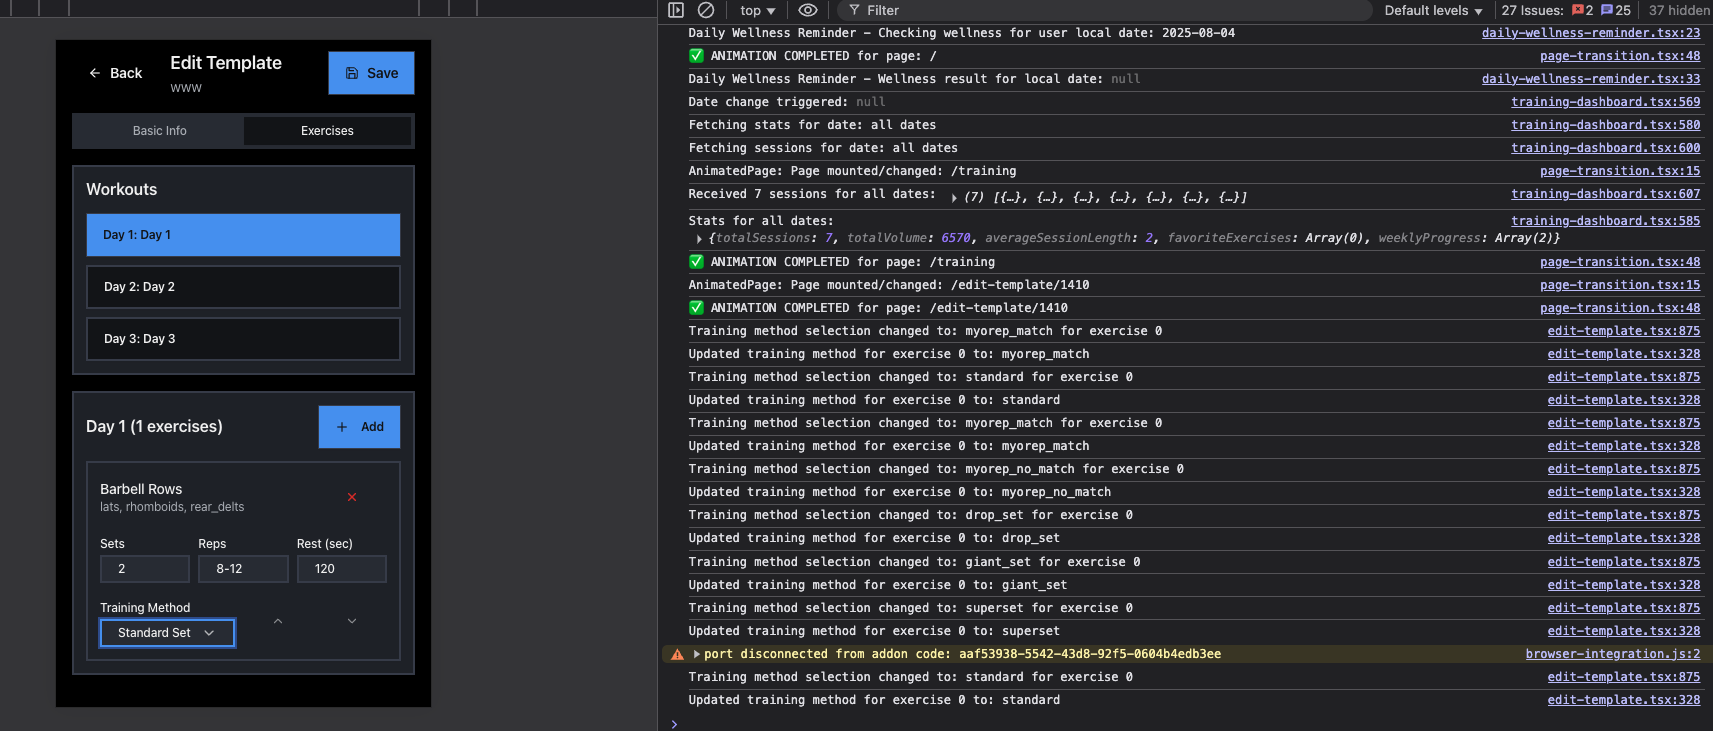 Back
Edit Template
www
Save
Basic Info
Exercises
Workouts
Day 1: Day 1
Day 2: Day 2
Day 3: Day 3
Day 1 (1 exercises)
Add
Barbell Rows
lats, rhomboids, rear_delts
Sets Reps Rest (sec)
2 8-12 120
Training Method
Standard Set
top Filter Default levels 27 Issues: 2 25 37 hidden
Daily Wellness Reminder - Checking wellness for user local date: 2025-08-04 daily-wellness-reminder.tsx:23
✅ ANIMATION COMPLETED for page: / page-transition.tsx:48
Daily Wellness Reminder - Wellness result for local date: null daily-wellness-reminder.tsx:33
Date change triggered: null training-dashboard.tsx:569
Fetching stats for date: all dates training-dashboard.tsx:580
Fetching sessions for date: all dates training-dashboard.tsx:600
AnimatedPage: Page mounted/changed: /training page-transition.tsx:15
Received 7 sessions for all dates: (7) [{…}, {…}, {…}, {…}, {…}, {…}, {…}] training-dashboard.tsx:607
Stats for all dates: training-dashboard.tsx:585
{totalSessions: 7, totalVolume: 6570, averageSessionLength: 2, favoriteExercises: Array(0), weeklyProgress: Array(2)}
✅ ANIMATION COMPLETED for page: /training page-transition.tsx:48
AnimatedPage: Page mounted/changed: /edit-template/1410 page-transition.tsx:15
✅ ANIMATION COMPLETED for page: /edit-template/1410 page-transition.tsx:48
Training method selection changed to: myorep_match for exercise 0 edit-template.tsx:875
Updated training method for exercise 0 to: myorep_match edit-template.tsx:328
Training method selection changed to: standard for exercise 0 edit-template.tsx:875
Updated training method for exercise 0 to: standard edit-template.tsx:328
Training method selection changed to: myorep_match for exercise 0 edit-template.tsx:875
Updated training method for exercise 0 to: myorep_match edit-template.tsx:328
Training method selection changed to: myorep_no_match for exercise 0 edit-template.tsx:875
Updated training method for exercise 0 to: myorep_no_match edit-template.tsx:328
Training method selection changed to: drop_set for exercise 0 edit-template.tsx:875
Updated training method for exercise 0 to: drop_set edit-template.tsx:328
Training method selection changed to: giant_set for exercise 0 edit-template.tsx:875
Updated training method for exercise 0 to: giant_set edit-template.tsx:328
Training method selection changed to: superset for exercise 0 edit-template.tsx:875
Updated training method for exercise 0 to: superset edit-template.tsx:328
port disconnected from addon code: aaf53938-5542-43d8-92f5-0604b4edb3ee browser-integration.js:2
Training method selection changed to: standard for exercise 0 edit-template.tsx:875
Updated training method for exercise 0 to: standard edit-template.tsx:328